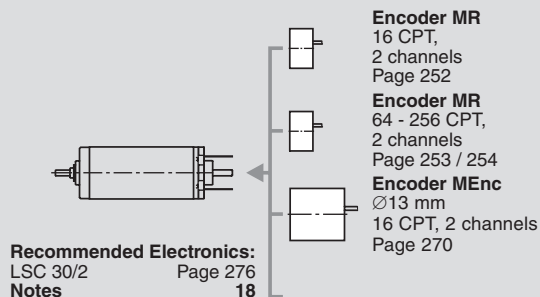 Encoder MR
16 CPT,
2 channels
Page 252
Encoder MR
64 - 256 CPT,
2 channels
Page 253 / 254
Encoder MEnc
∅13 mm
16 CPT, 2 channels
Page 270
Recommended Electronics:
LSC 30/2 Page 276
Notes 18